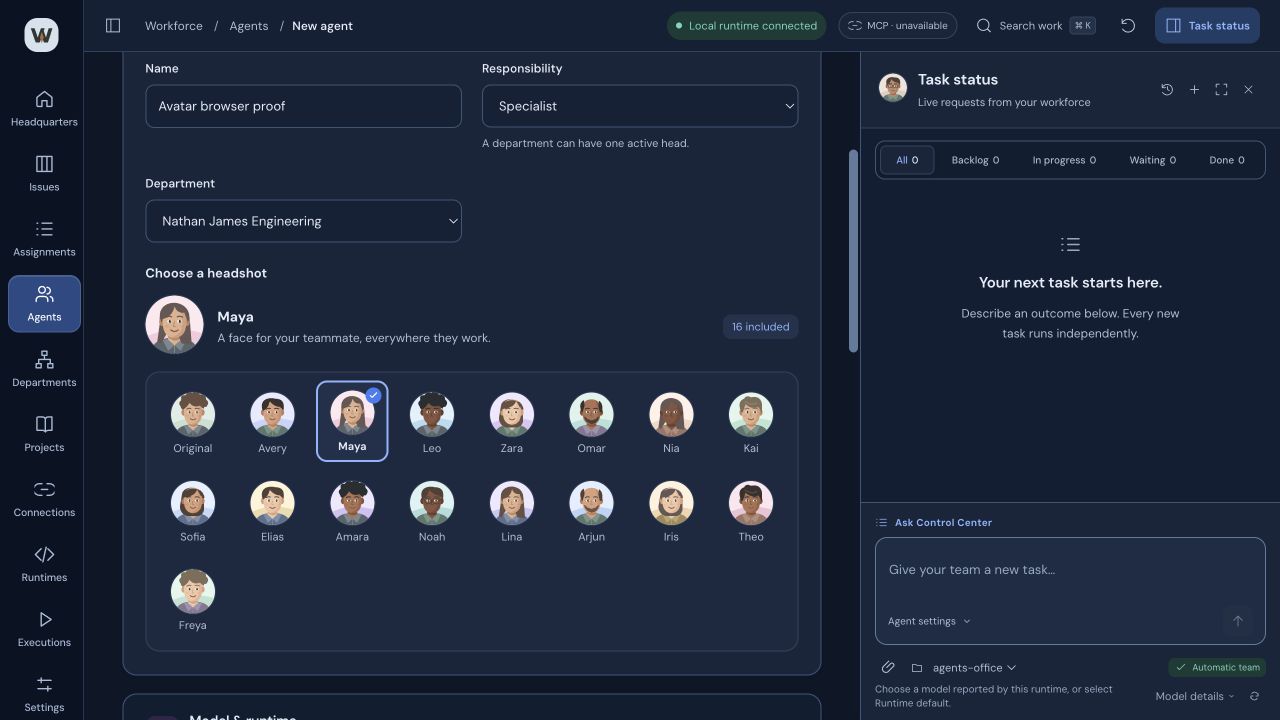 W
Workforce / Agents / New agent
Local runtime connected
MCP · unavailable
Search work
⌘ K
Task status
Headquarters
Issues
Assignments
Agents
Departments
Projects
Connections
Runtimes
Executions
Settings
Name
Avatar browser proof
Responsibility
Specialist
A department can have one active head.
Department
Nathan James Engineering
Choose a headshot
Maya
A face for your teammate, everywhere they work.
16 included
Original Avery Maya Leo Zara Omar Nia Kai
Sofia Elias Amara Noah Lina Arjun Iris Theo
Freya
Model & runtime
Task status
Live requests from your workforce
All 0 Backlog 0 In progress 0 Waiting 0 Done 0
Your next task starts here.
Describe an outcome below. Every new
task runs independently.
Ask Control Center
Give your team a new task...
Agent settings
agents-office
Automatic team
Choose a model reported by this runtime, or select
Runtime default.
Model details